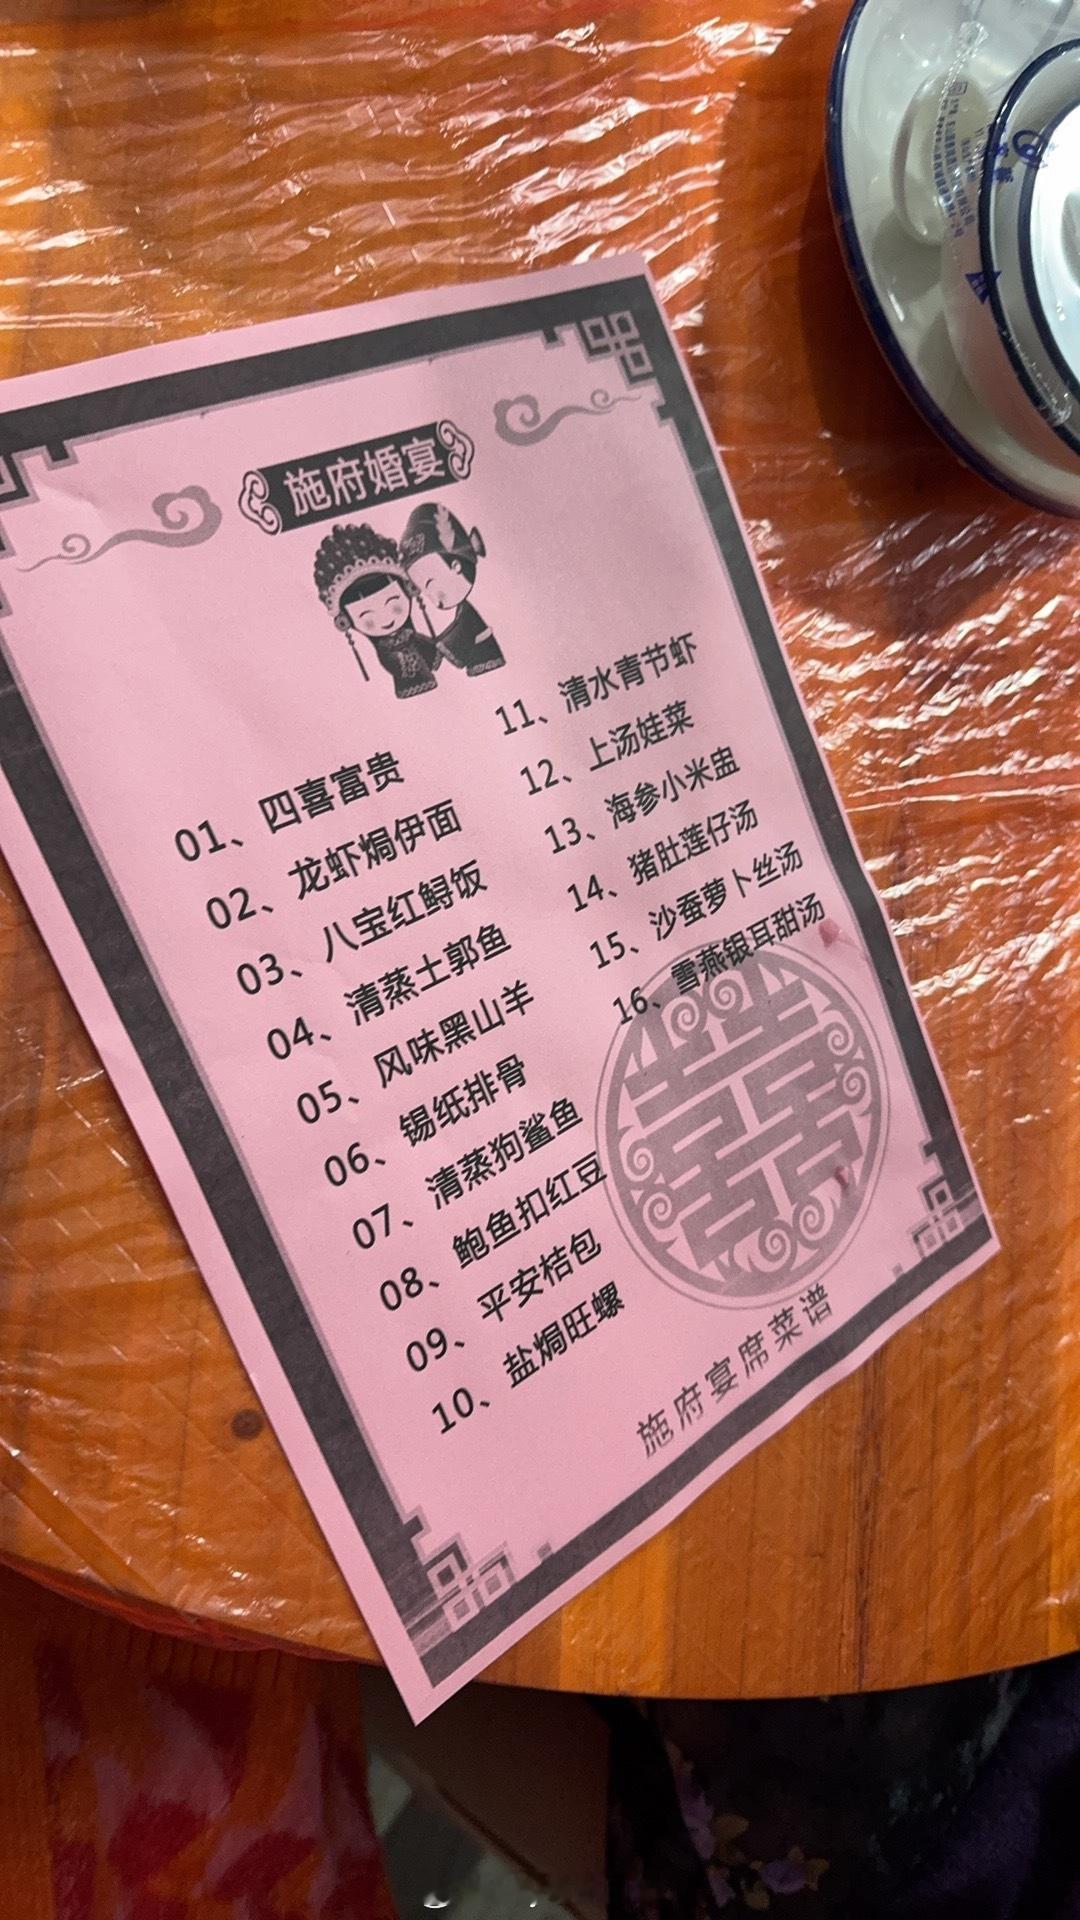 施府婚宴
01、四喜富贵
02、龙虾焗伊面
03、八宝红鲟饭
04、清蒸土郭鱼
05、风味黑山羊
06、锡纸排骨
07、清蒸狗鲨鱼
08、鲍鱼扣红豆
09、平安桔包
10、盐焗旺螺
11、清水青节虾
12、上汤娃菜
13、海参小米盅
14、猪肚莲仔汤
15、沙蚕萝卜丝汤
16、雪燕银耳甜汤
囍
施府宴席菜谱